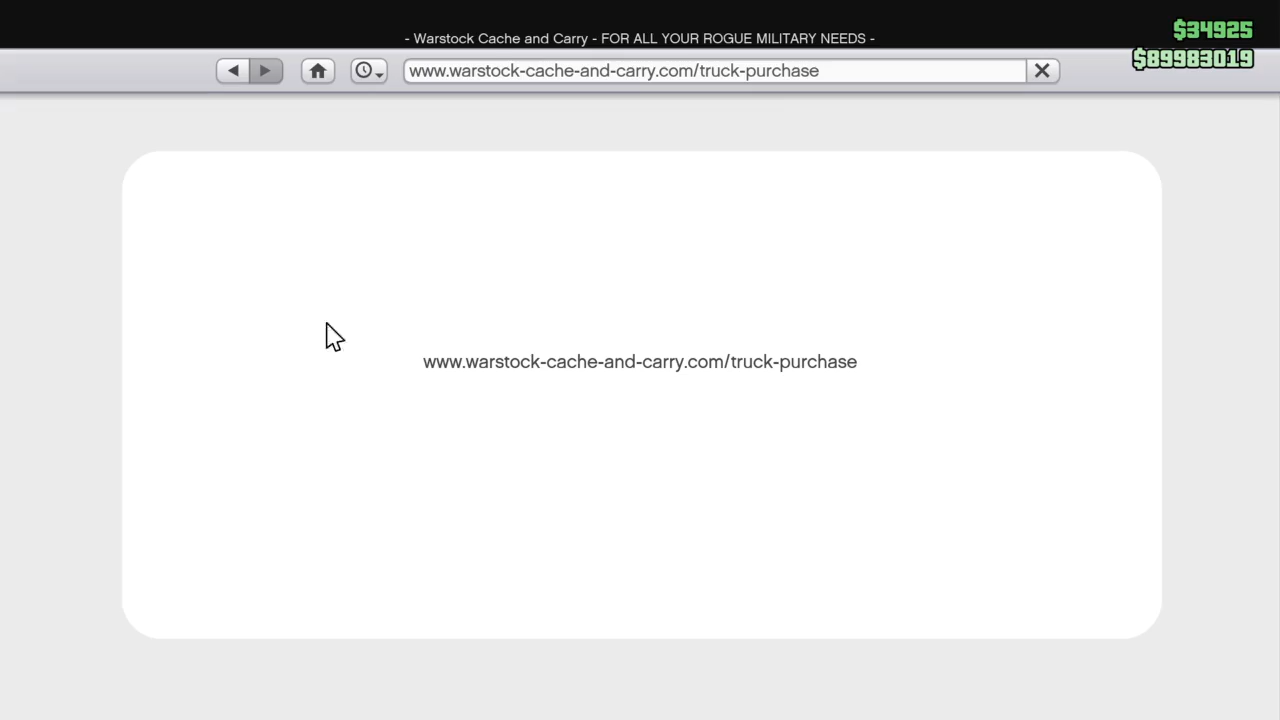 - Warstock Cache and Carry - FOR ALL YOUR ROGUE MILITARY NEEDS -
$34925
$89983019
www.warstock-cache-and-carry.com/truck-purchase
www.warstock-cache-and-carry.com/truck-purchase